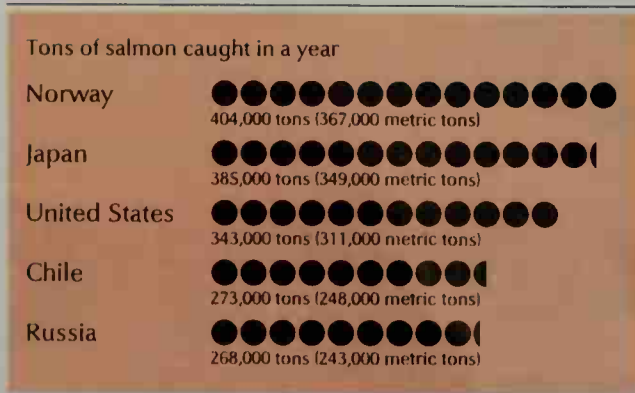 Tons of salmon caught in a year
Norway
404,000 tons (367,000 metric tons)
Japan
385,000 tons (349,000 metric tons)
United States
343,000 tons (311,000 metric tons)
Chile
273,000 tons (248,000 metric tons)
Russia
268,000 tons (243,000 metric tons)